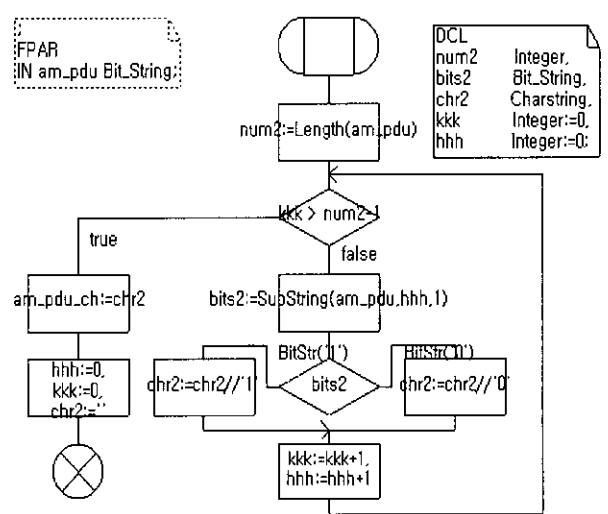 FPAR
IN am_pdu Bit_String;
DCL
num2 Integer,
bits2 Bit_String,
chr2 Charstring,
kkk Integer:=0,
hhh Integer:=0;
num2:=Length(am_pdu)
kkk > num2-1
true
false
am_pdu_ch:=chr2
bits2:=SubString(am_pdu,hhh,1)
hhh:=0,
kkk:=0,
chr2:=''
BitStr('1')
BitStr('0')
chr2:=chr2//'1'
bits2
chr2:=chr2//'0'
kkk:=kkk+1,
hhh:=hhh+1